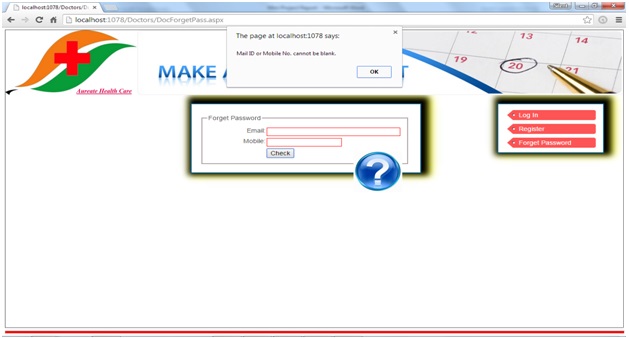 localhost:1078/Doctors/Do
localhost:1078/Doctors/DocForgetPass.aspx
The page at localhost:1078 says:
Mail ID or Mobile No. cannot be blank.
OK
Aureate Health Care
MAKE A
T
13
14
19
20
21
Forget Password
Email:
Mobile:
Check
?
Log In
Register
Forget Password